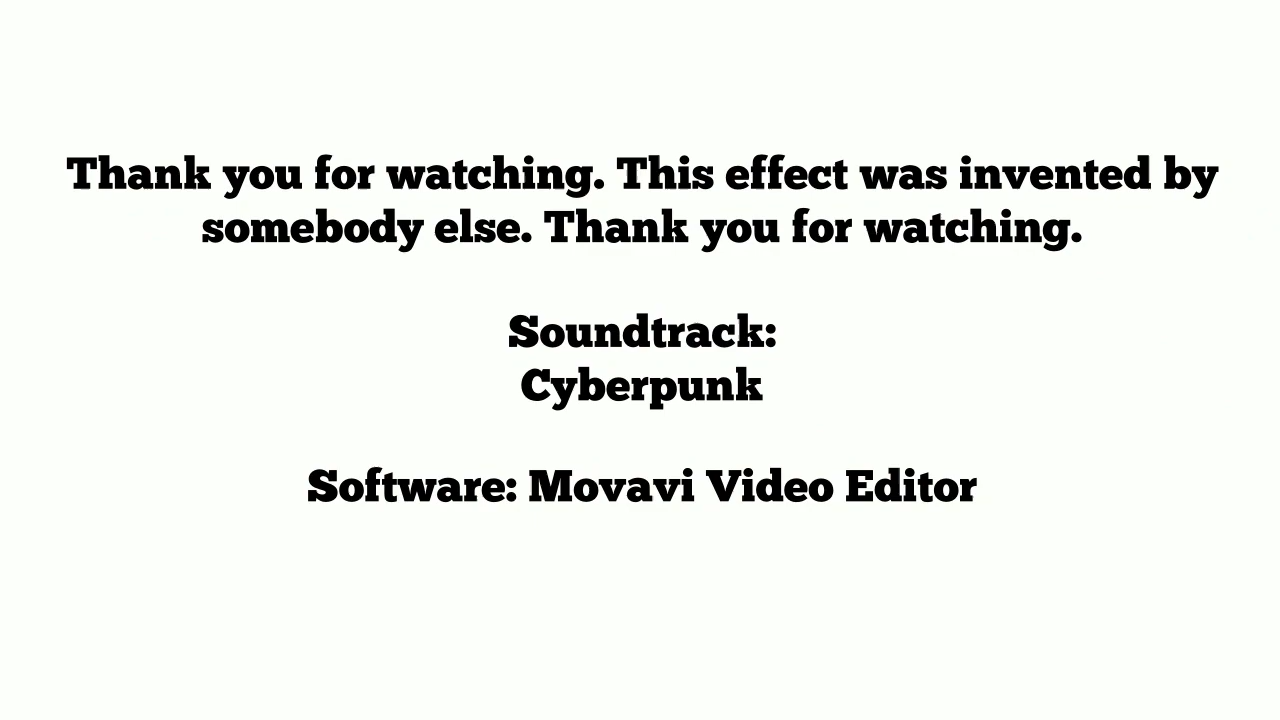 Thank you for watching. This effect was invented by
somebody else. Thank you for watching.
Soundtrack:
Cyberpunk
Software: Movavi Video Editor